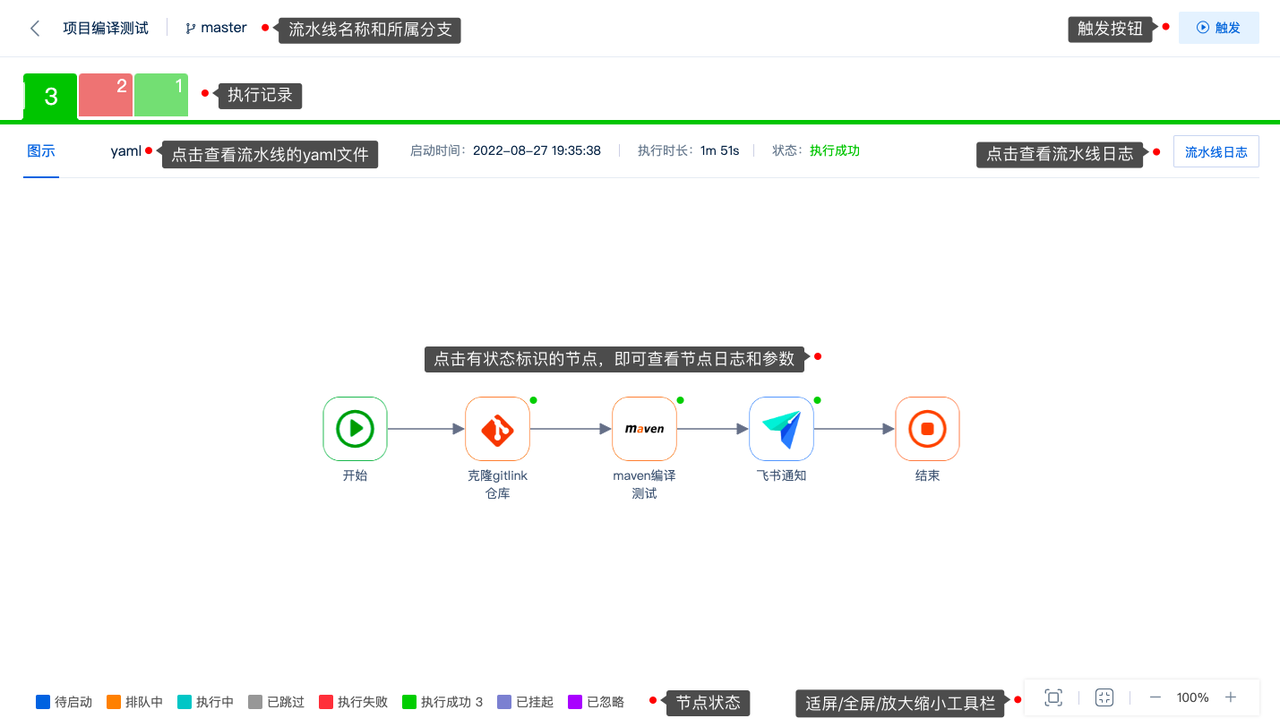 项目编译测试 master 流水线名称和所属分支 触发按钮 触发
3 2 1 执行记录
图示 yaml 点击查看流水线的yaml文件 启动时间: 2022-08-27 19:35:38 执行时长: 1m 51s 状态: 执行成功 点击查看流水线日志 流水线日志
点击有状态标识的节点，即可查看节点日志和参数
maven
开始 克隆gitlink maven编译 飞书通知 结束
仓库 测试
待启动 排队中 执行中 已跳过 执行失败 执行成功 3 已挂起 已忽略 节点状态 适屏/全屏/放大缩小工具栏 — 100% +